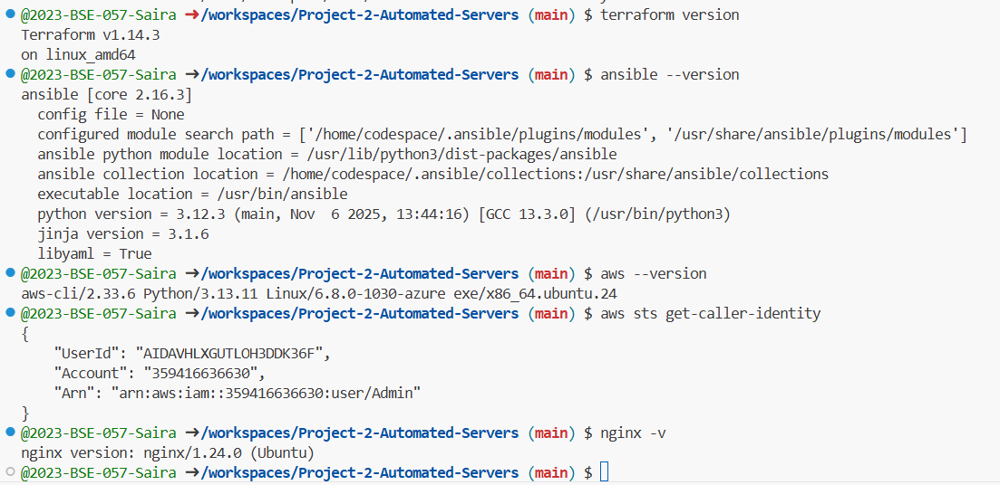 @2023-BSE-057-Saira ➜/workspaces/Project-2-Automated-Servers (main) $ terraform version
Terraform v1.14.3
on linux_amd64
@2023-BSE-057-Saira ➜/workspaces/Project-2-Automated-Servers (main) $ ansible --version
ansible [core 2.16.3]
  config file = None
  configured module search path = ['/home/codespace/.ansible/plugins/modules', '/usr/share/ansible/plugins/modules']
  ansible python module location = /usr/lib/python3/dist-packages/ansible
  ansible collection location = /home/codespace/.ansible/collections:/usr/share/ansible/collections
  executable location = /usr/bin/ansible
  python version = 3.12.3 (main, Nov  6 2025, 13:44:16) [GCC 13.3.0] (/usr/bin/python3)
  jinja version = 3.1.6
  libyaml = True
@2023-BSE-057-Saira ➜/workspaces/Project-2-Automated-Servers (main) $ aws --version
aws-cli/2.33.6 Python/3.13.11 Linux/6.8.0-1030-azure exe/x86_64.ubuntu.24
@2023-BSE-057-Saira ➜/workspaces/Project-2-Automated-Servers (main) $ aws sts get-caller-identity
{
    "UserId": "AIDAVHLXGUTLOH3DDK36F",
    "Account": "359416636630",
    "Arn": "arn:aws:iam::359416636630:user/Admin"
}
@2023-BSE-057-Saira ➜/workspaces/Project-2-Automated-Servers (main) $ nginx -v
nginx version: nginx/1.24.0 (Ubuntu)
@2023-BSE-057-Saira ➜/workspaces/Project-2-Automated-Servers (main) $